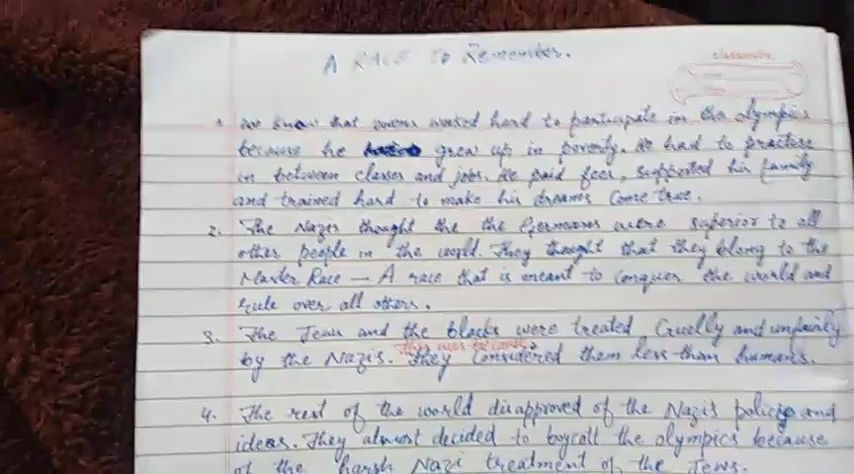 A RACE To Remember.
classwork
1. We know that owens worked hard to participate in the olympics
because he grew up in poverty. He had to practise
in between classes and jobs. He paid fees, supported his family
and trained hard to make his dreams come true.
2. The Nazis thought the the Germans were superior to all
other people in the world. They thought that they belong to the
Master Race — A race that is meant to conquer the world and
rule over all others.
3. The Jews and the blacks were treated Cruelly and unfairly
this was because
by the Nazis. They Considered them less than humans.
4. The rest of the world disapproved of the Nazis policy and
ideas. They almost decided to boycott the olympics because
of the harsh Nazi treatment of the Jews.